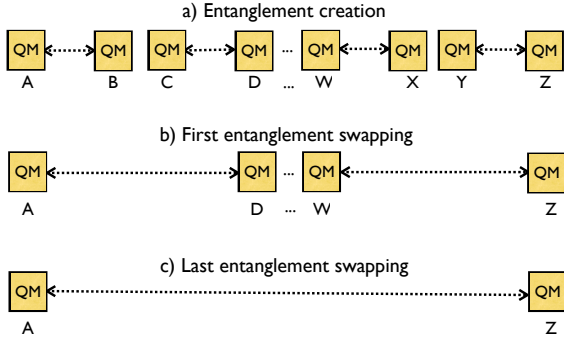 a) Entanglement creation
QM QM QM QM ... QM QM QM QM
A B C D ... W X Y Z
b) First entanglement swapping
QM QM ... QM QM
A D ... W Z
c) Last entanglement swapping
QM QM
A Z